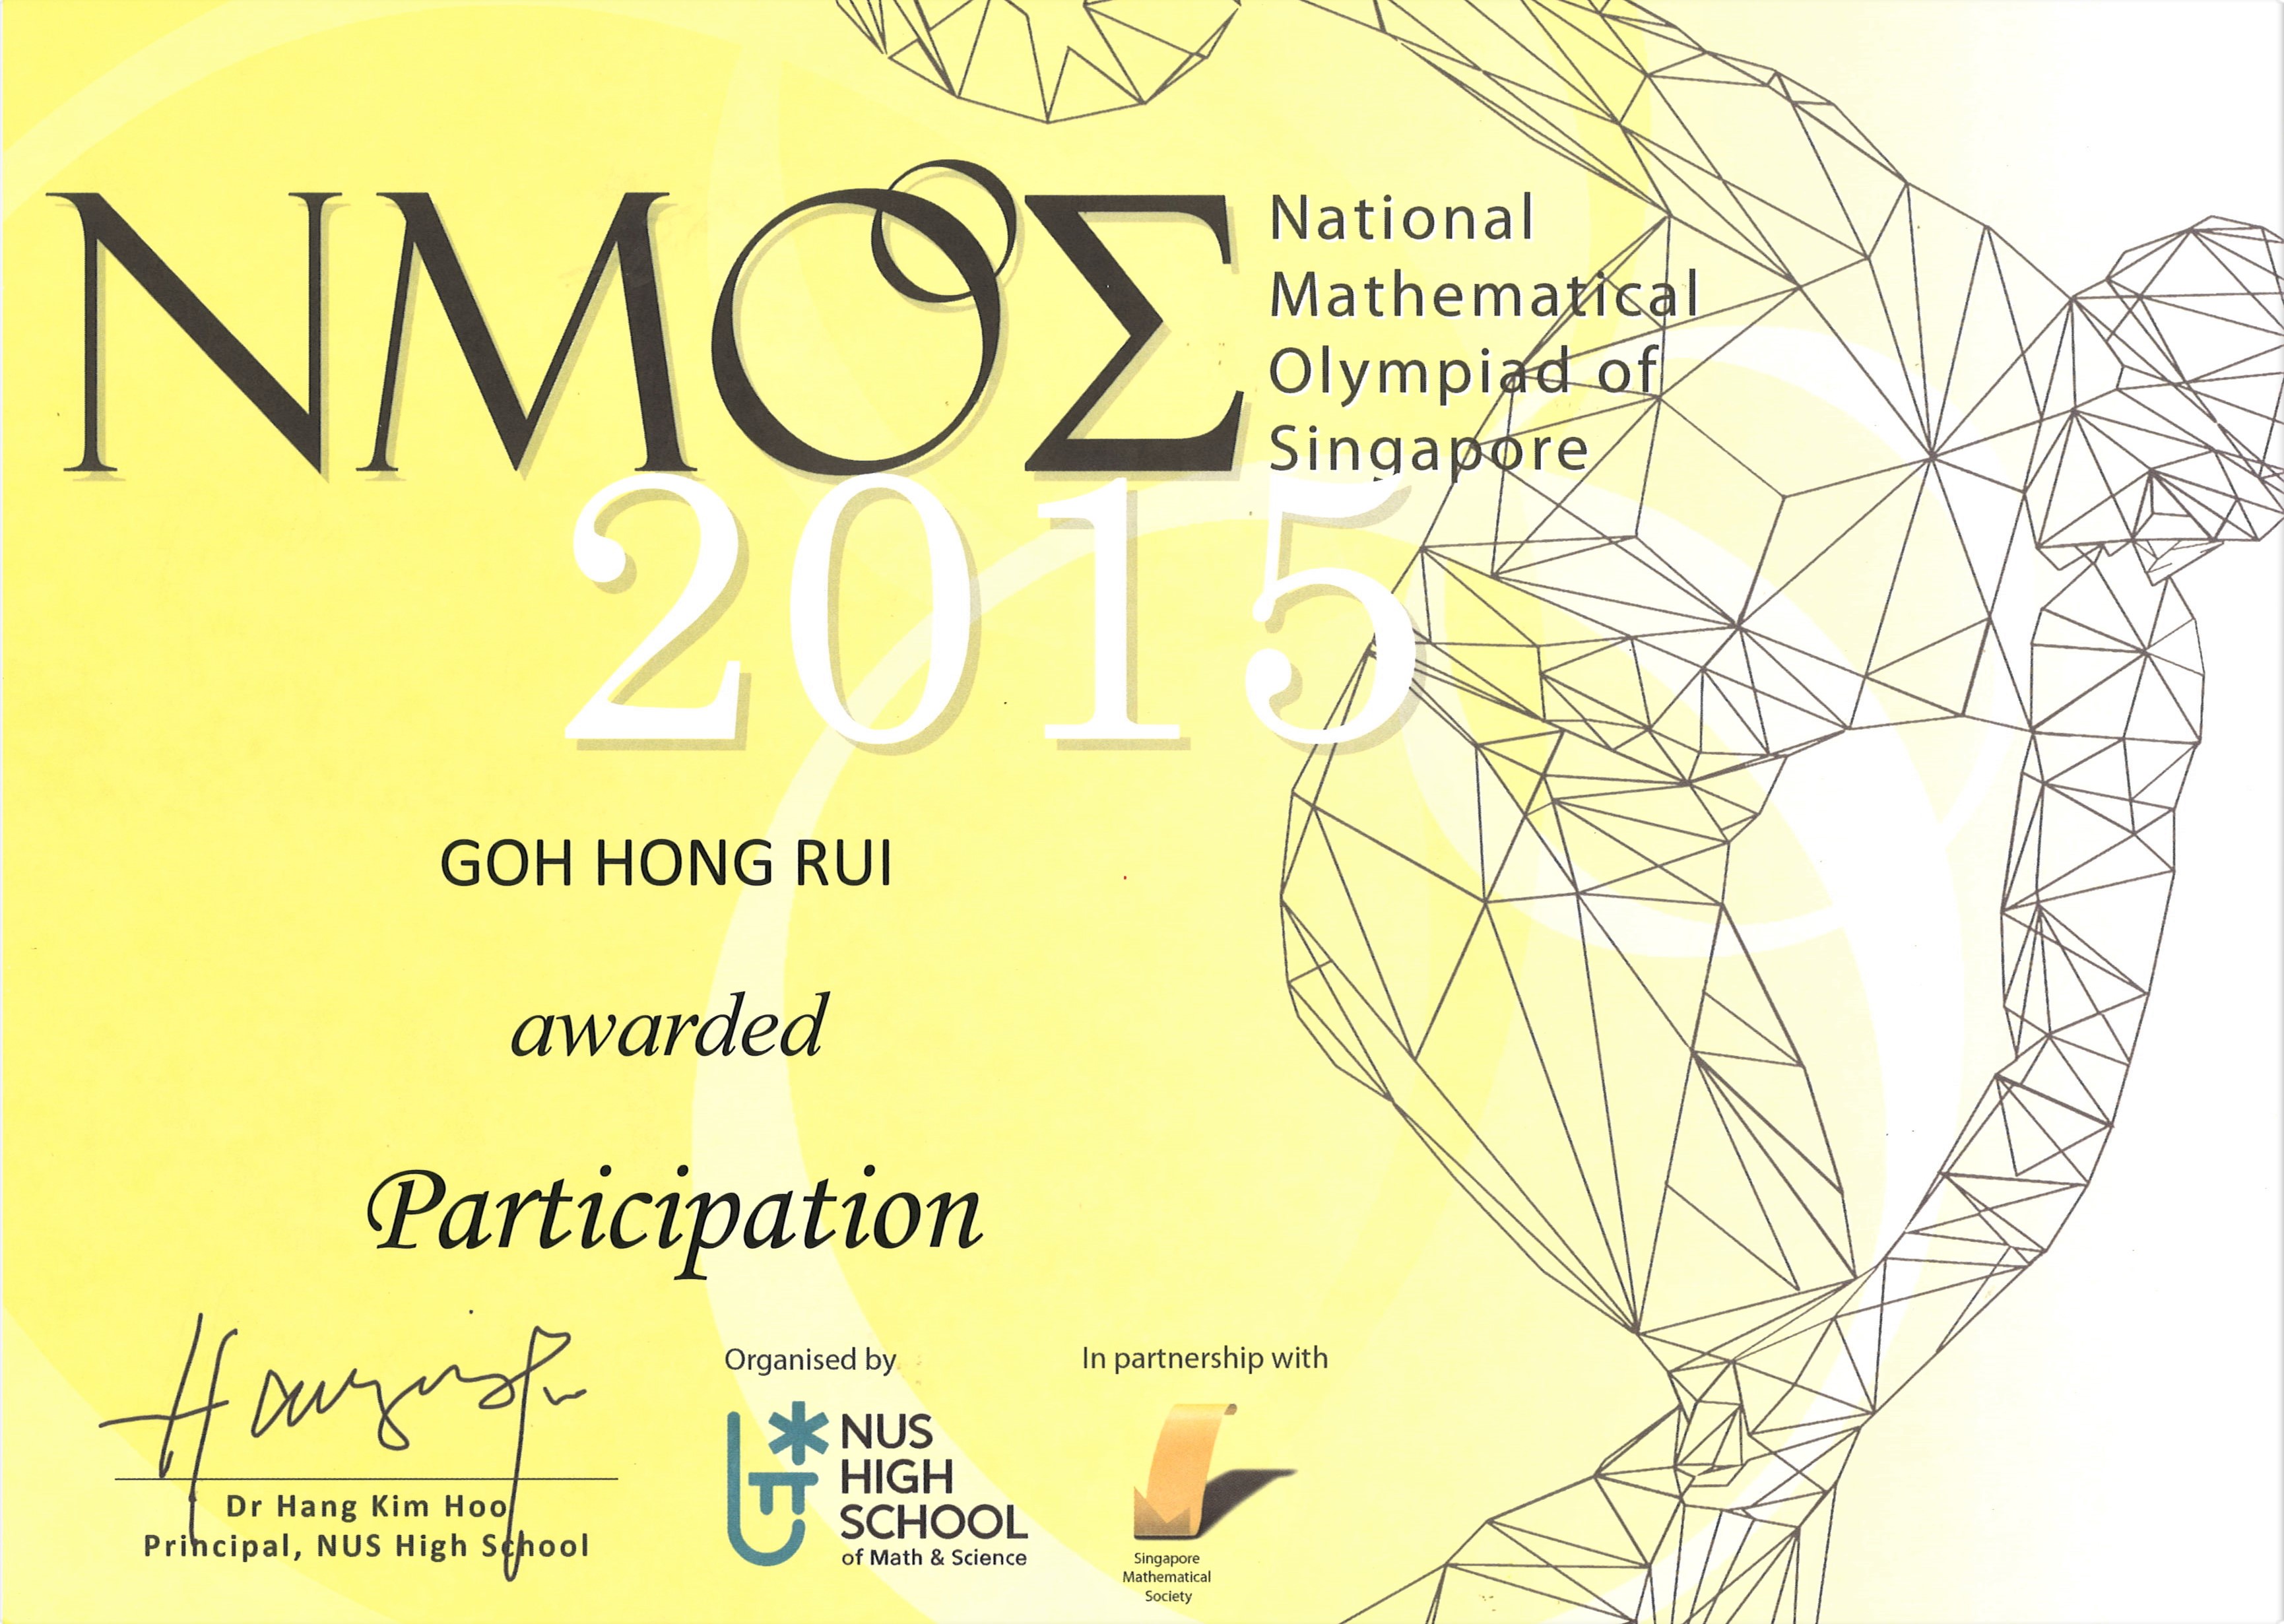 NMOΣ
National
Mathematical
Olympiad of
Singapore
2015
GOH HONG RUI
awarded
Participation
Organised by
In partnership with
NUS
HIGH
SCHOOL
of Math & Science
Dr Hang Kim Hoo
Principal, NUS High School
Singapore
Mathematical
Society